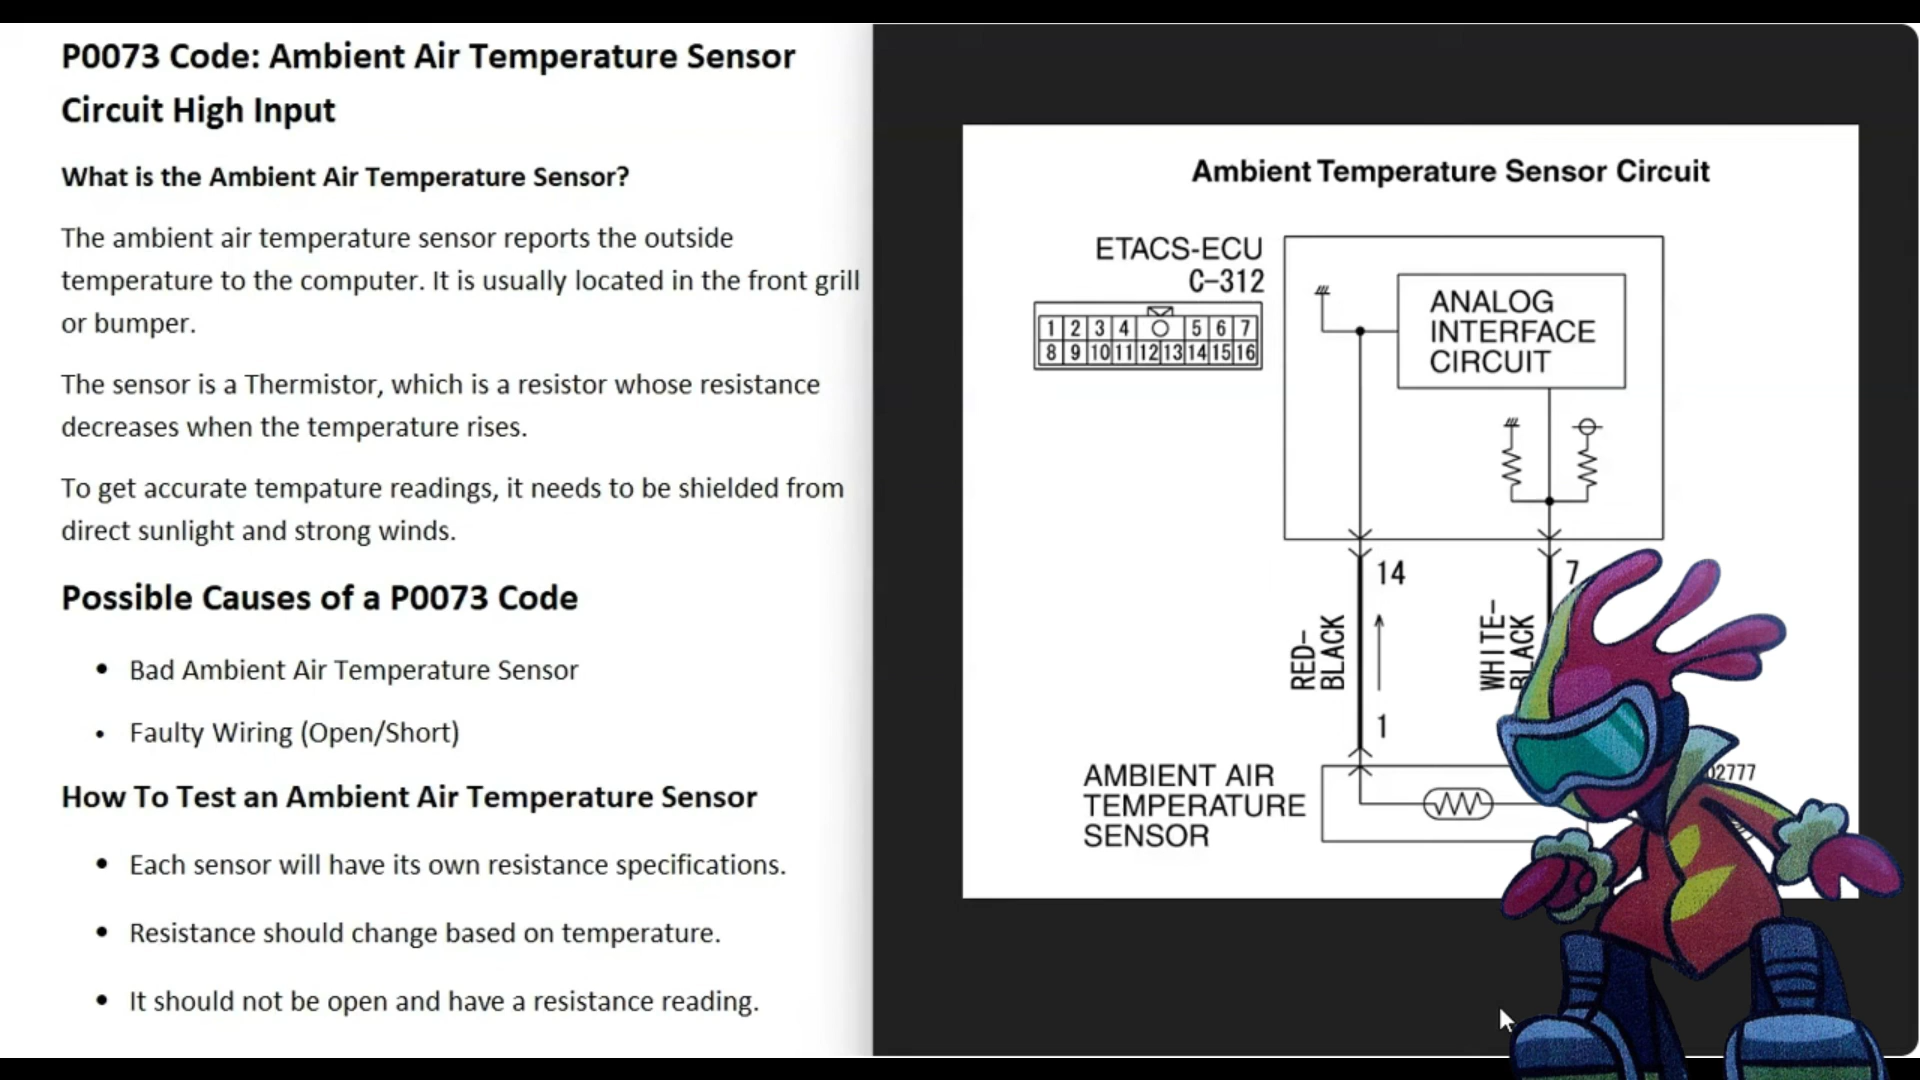 P0073 Code: Ambient Air Temperature Sensor
Circuit High Input
What is the Ambient Air Temperature Sensor?
The ambient air temperature sensor reports the outside
temperature to the computer. It is usually located in the front grill
or bumper.
The sensor is a Thermistor, which is a resistor whose resistance
decreases when the temperature rises.
To get accurate tempature readings, it needs to be shielded from
direct sunlight and strong winds.
Possible Causes of a P0073 Code
• Bad Ambient Air Temperature Sensor
• Faulty Wiring (Open/Short)
How To Test an Ambient Air Temperature Sensor
• Each sensor will have its own resistance specifications.
• Resistance should change based on temperature.
• It should not be open and have a resistance reading.
Ambient Temperature Sensor Circuit
ETACS-ECU
C-312
1 2 3 4 5 6 7
8 9 10 11 12 13 14 15 16
ANALOG
INTERFACE
CIRCUIT
14
7
RED-
BLACK
WHITE-
BLACK
1
AMBIENT AIR
TEMPERATURE
SENSOR
02777